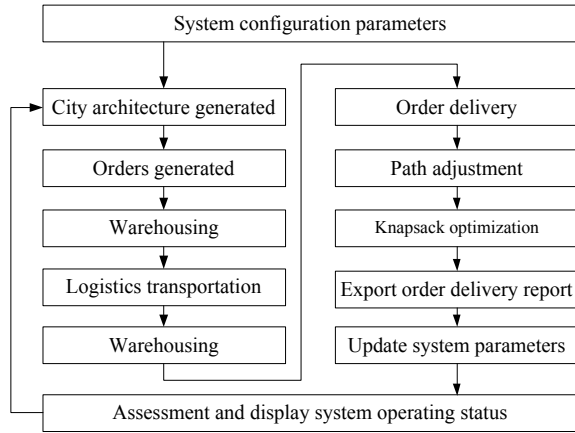 System configuration parameters
City architecture generated
Orders generated
Warehousing
Logistics transportation
Warehousing
Order delivery
Path adjustment
Knapsack optimization
Export order delivery report
Update system parameters
Assessment and display system operating status